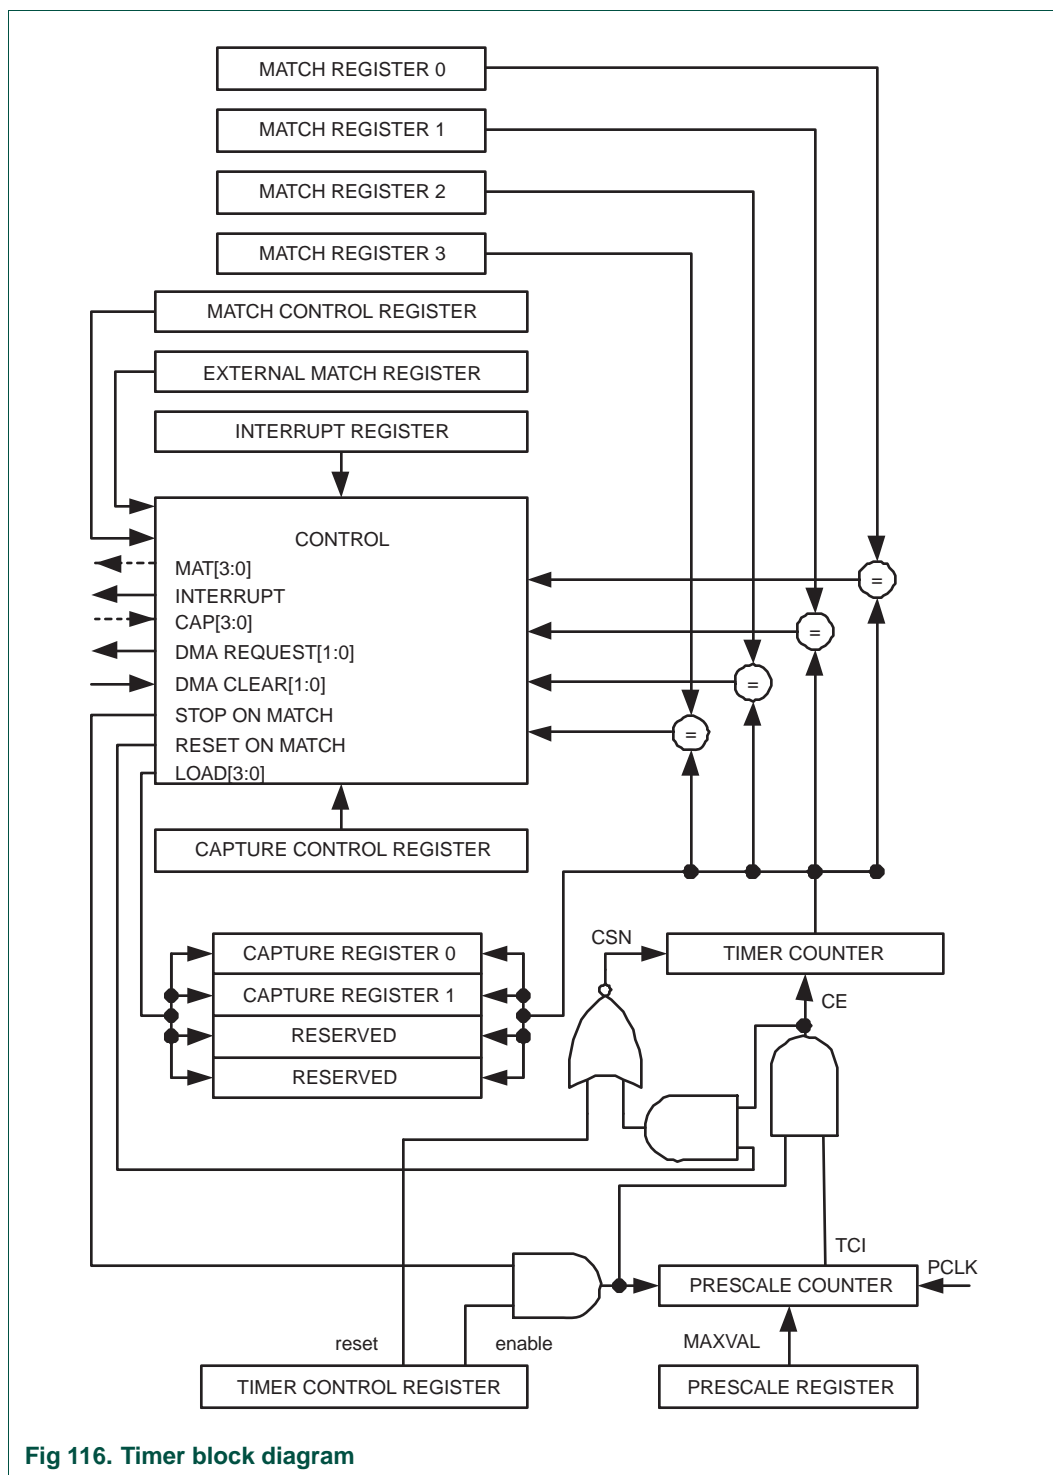 MATCH REGISTER 0
MATCH REGISTER 1
MATCH REGISTER 2
MATCH REGISTER 3
MATCH CONTROL REGISTER
EXTERNAL MATCH REGISTER
INTERRUPT REGISTER
CONTROL
MAT[3:0]
INTERRUPT
CAP[3:0]
DMA REQUEST[1:0]
DMA CLEAR[1:0]
STOP ON MATCH
RESET ON MATCH
LOAD[3:0]
=
=
=
=
CAPTURE CONTROL REGISTER
CSN
TIMER COUNTER
CAPTURE REGISTER 0
CAPTURE REGISTER 1
RESERVED
RESERVED
CE
TCI
PCLK
PRESCALE COUNTER
reset
enable
MAXVAL
TIMER CONTROL REGISTER
PRESCALE REGISTER
Fig 116. Timer block diagram